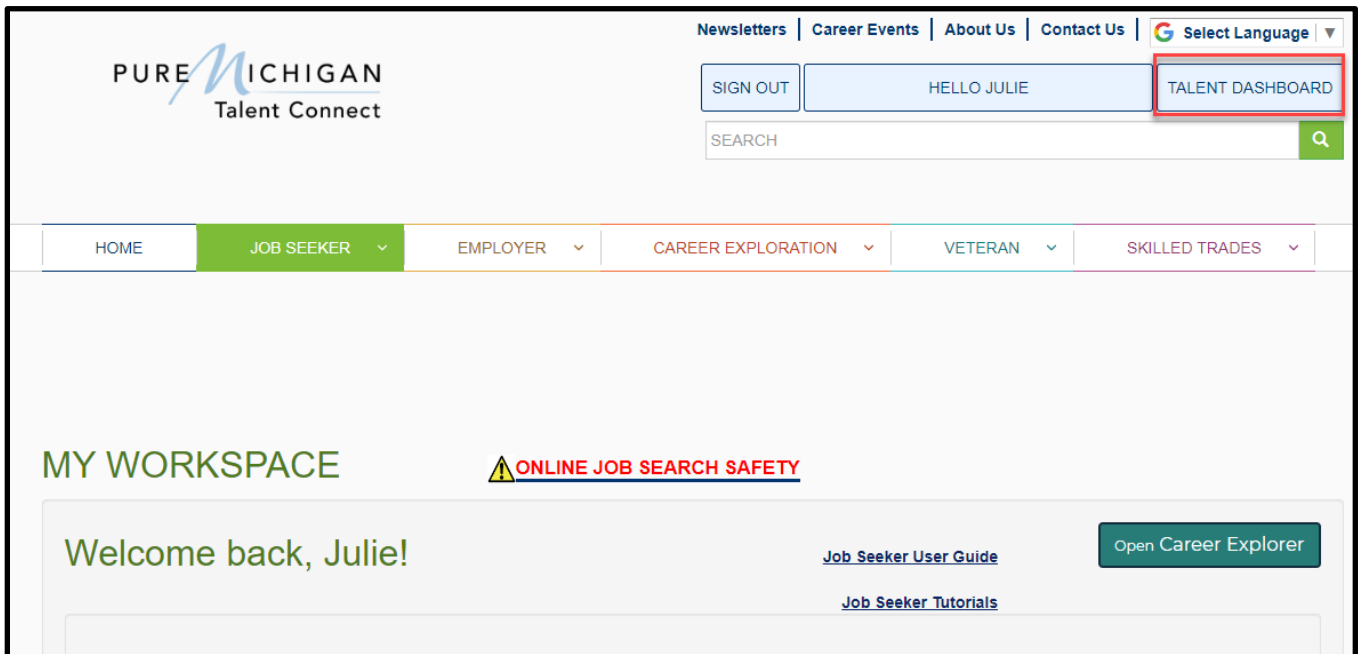 Newsletters | Career Events | About Us | Contact Us | G Select Language | ▼
PURE MICHIGAN
Talent Connect
SIGN OUT HELLO JULIE TALENT DASHBOARD
SEARCH
HOME JOB SEEKER EMPLOYER CAREER EXPLORATION VETERAN SKILLED TRADES
MY WORKSPACE ONLINE JOB SEARCH SAFETY
Welcome back, Julie! Job Seeker User Guide Open Career Explorer
Job Seeker Tutorials